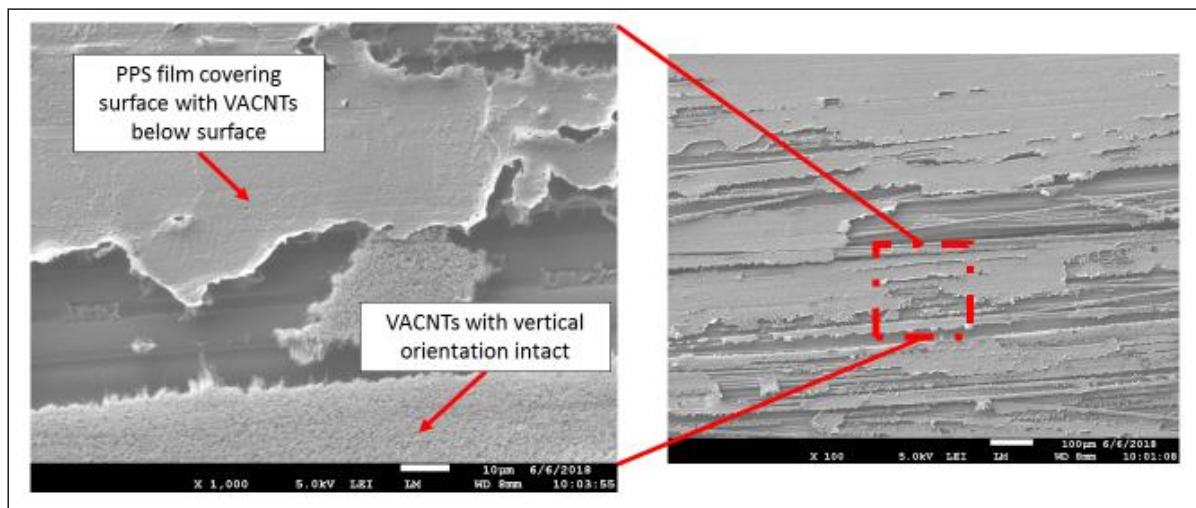 PPS film covering
surface with VACNTs
below surface
VACNTs with vertical
orientation intact
10µm 6/6/2018
X 1,000 5.0kV LEI LM WD 8mm 10:03:55
100µm 6/6/2018
X 100 5.0kV LEI LM WD 8mm 10:01:08